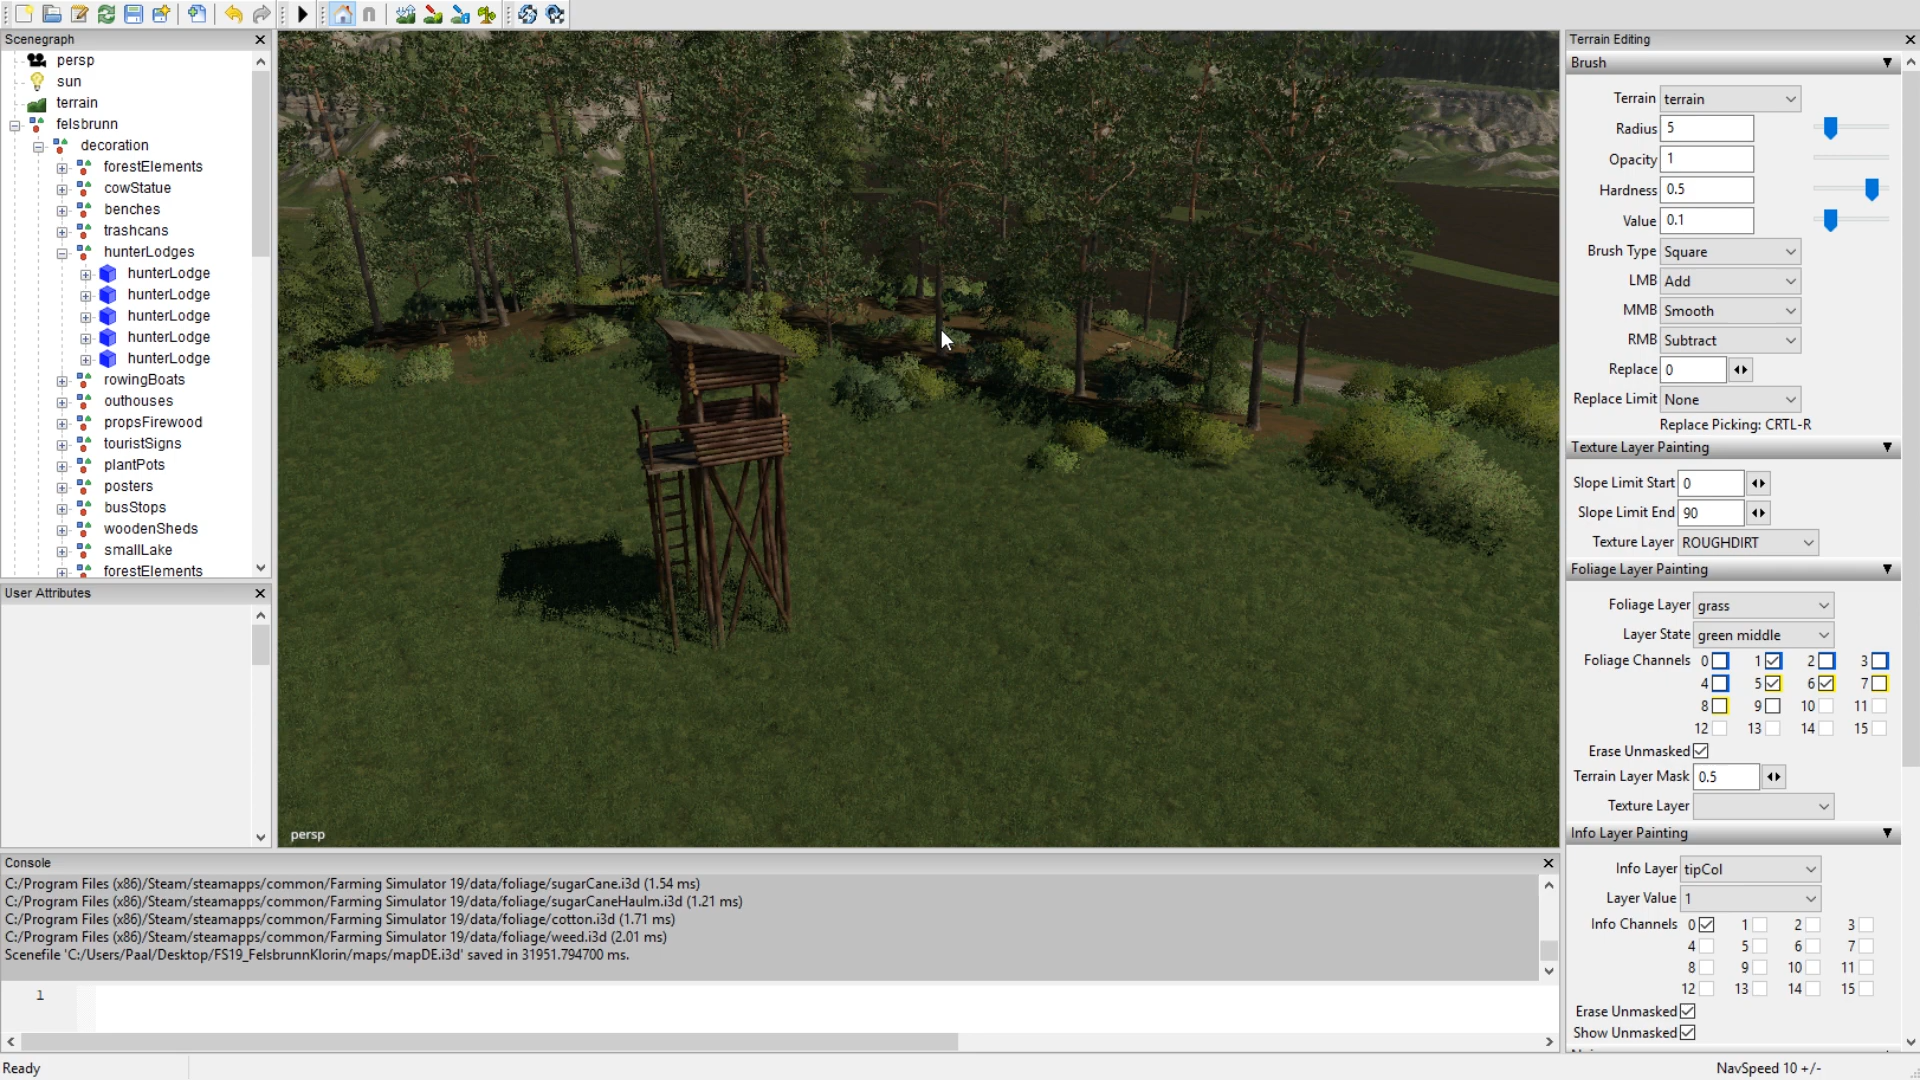 Scenegraph
persp
sun
terrain
felsbrunn
decoration
forestElements
cowStatue
benches
trashcans
hunterLodges
hunterLodge
hunterLodge
hunterLodge
hunterLodge
hunterLodge
rowingBoats
outhouses
propsFirewood
touristSigns
plantPots
posters
busStops
woodenSheds
smallLake
forestElements
User Attributes
persp
Console
C:/Program Files (x86)/Steam/steamapps/common/Farming Simulator 19/data/foliage/sugarCane.i3d (1.54 ms)
C:/Program Files (x86)/Steam/steamapps/common/Farming Simulator 19/data/foliage/sugarCaneHaulm.i3d (1.21 ms)
C:/Program Files (x86)/Steam/steamapps/common/Farming Simulator 19/data/foliage/cotton.i3d (1.71 ms)
C:/Program Files (x86)/Steam/steamapps/common/Farming Simulator 19/data/foliage/weed.i3d (2.01 ms)
Scenefile 'C:/Users/Paal/Desktop/FS19_FelsbrunnKlorin/maps/mapDE.i3d' saved in 31951.794700 ms.
1
Ready
Terrain Editing
Brush
Terrain terrain
Radius 5
Opacity 1
Hardness 0.5
Value 0.1
Brush Type Square
LMB Add
MMB Smooth
RMB Subtract
Replace 0
Replace Limit None
Replace Picking: CRTL-R
Texture Layer Painting
Slope Limit Start 0
Slope Limit End 90
Texture Layer ROUGHDIRT
Foliage Layer Painting
Foliage Layer grass
Layer State green middle
Foliage Channels 0 1 2 3
4 5 6 7
8 9 10 11
12 13 14 15
Erase Unmasked
Terrain Layer Mask 0.5
Texture Layer
Info Layer Painting
Info Layer tipCol
Layer Value 1
Info Channels 0 1 2 3
4 5 6 7
8 9 10 11
12 13 14 15
Erase Unmasked
Show Unmasked
NavSpeed 10 +/-